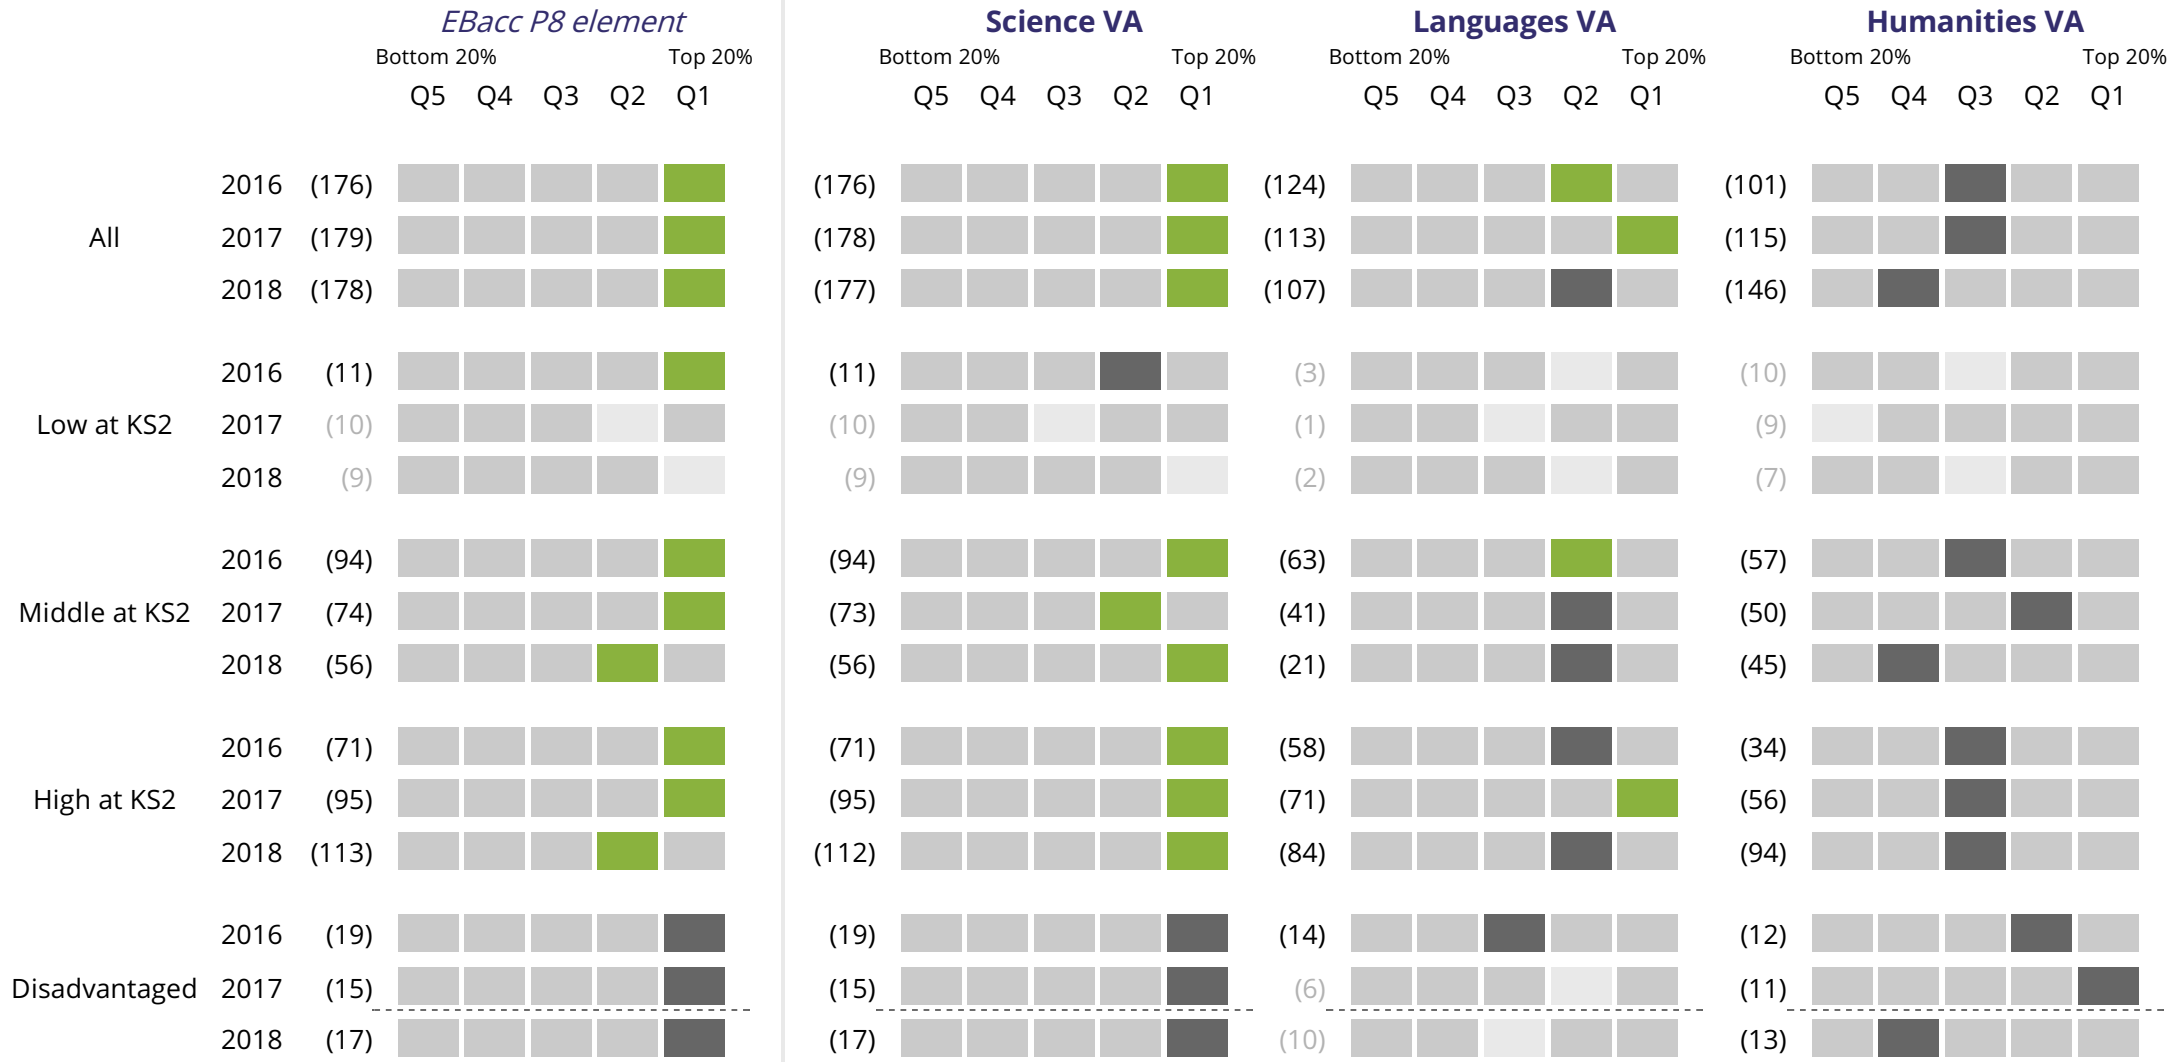 EBacc P8 element Science VA Languages VA Humanities VA
Bottom 20% Top 20% Bottom 20% Top 20% Bottom 20% Top 20% Bottom 20% Top 20%
Q5 Q4 Q3 Q2 Q1 Q5 Q4 Q3 Q2 Q1 Q5 Q4 Q3 Q2 Q1 Q5 Q4 Q3 Q2 Q1
2016 (176) (176) (124) (101)
All 2017 (179) (178) (113) (115)
2018 (178) (177) (107) (146)
2016 (11) (11) (3) (10)
Low at KS2 2017 (10) (10) (1) (9)
2018 (9) (9) (2) (7)
2016 (94) (94) (63) (57)
Middle at KS2 2017 (74) (73) (41) (50)
2018 (56) (56) (21) (45)
2016 (71) (71) (58) (34)
High at KS2 2017 (95) (95) (71) (56)
2018 (113) (112) (84) (94)
2016 (19) (19) (14) (12)
Disadvantaged 2017 (15) (15) (6) (11)
2018 (17) (17) (10) (13)